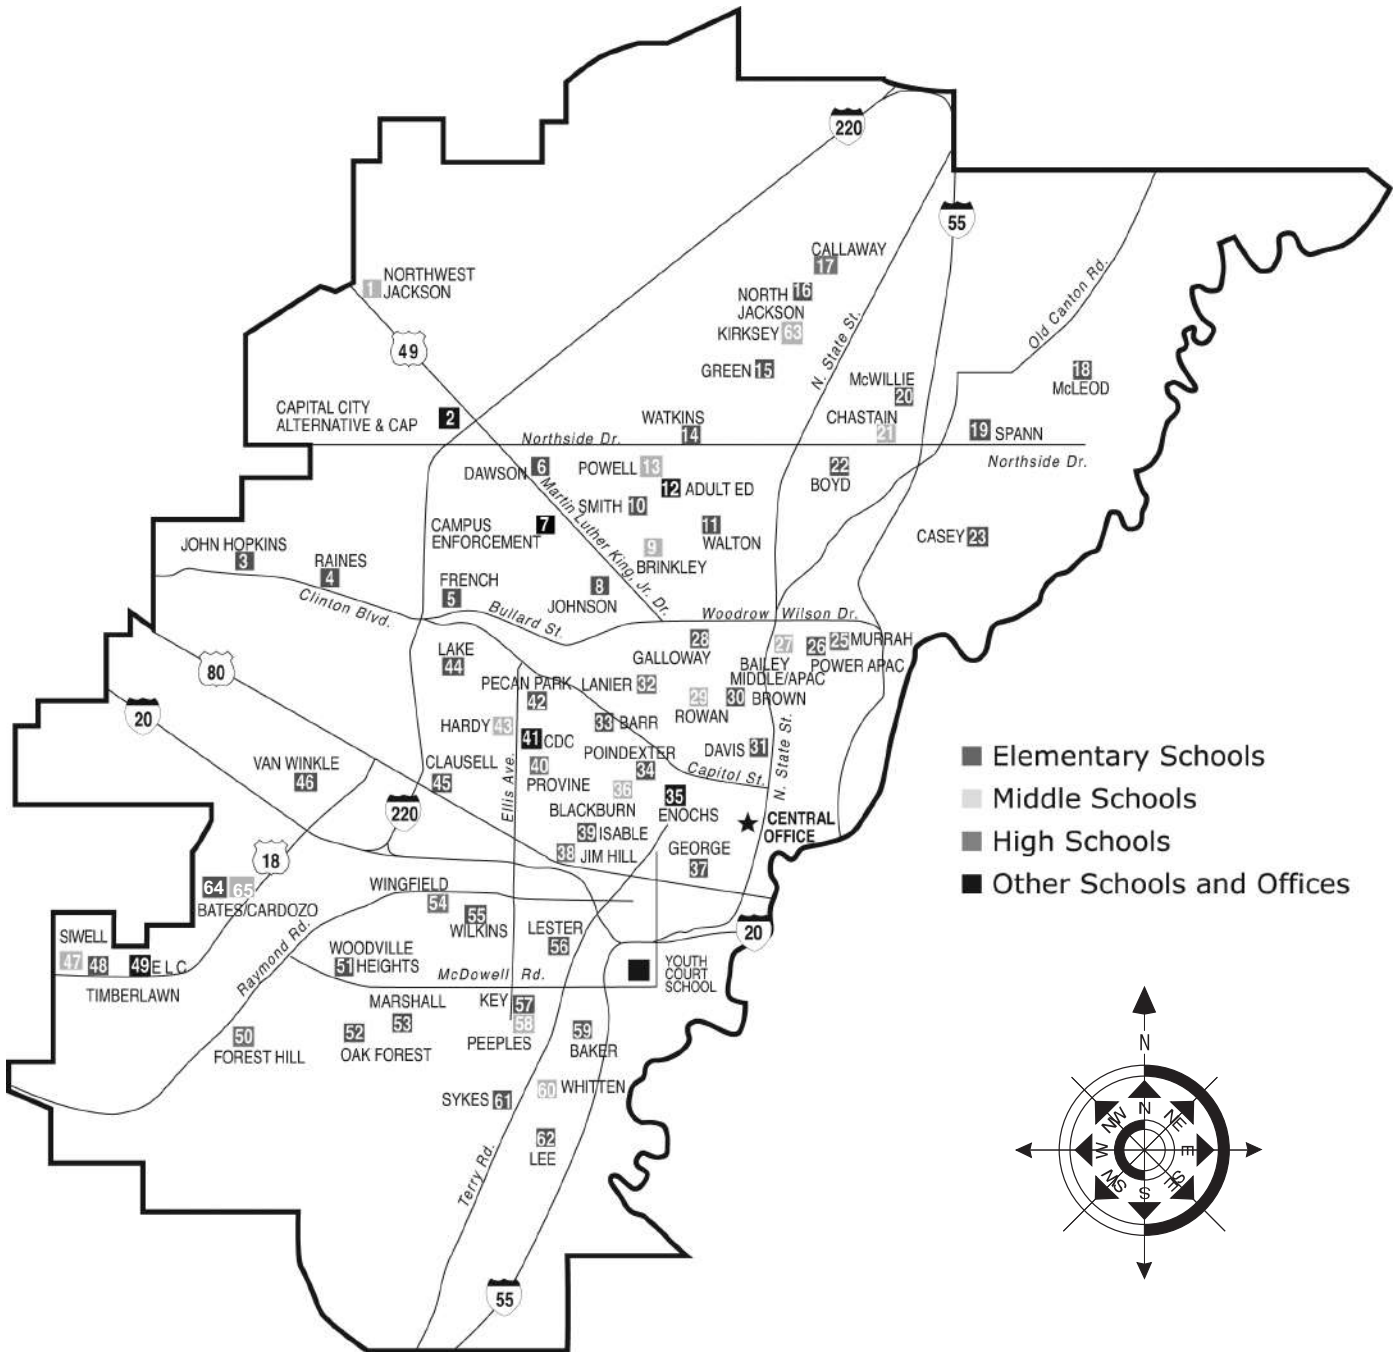 220
55
CALLAWAY
17
NORTHWEST
JACKSON
1
NORTH
JACKSON
16
KIRKSEY 63
Old Canton Rd.
N. State St.
49
GREEN 15
McWILLIE
20
18
McLEOD
CAPITAL CITY
ALTERNATIVE & CAP
2
WATKINS
14
CHASTAIN
21
19 SPANN
Northside Dr.
Northside Dr.
DAWSON 6
POWELL 13
22
BOYD
12 ADULT ED
SMITH 10
Martin Luther King, Jr. Dr.
CAMPUS
ENFORCEMENT
7
11
WALTON
CASEY 23
JOHN HOPKINS
3
9
BRINKLEY
RAINES
4
FRENCH
5
8
JOHNSON
Clinton Blvd.
Bullard St.
Woodrow Wilson Dr.
28
GALLOWAY
27
BAILEY
MIDDLE/APAC
26
POWER APAC
25 MURRAH
LAKE
44
80
PECAN PARK
42
LANIER 32
29
ROWAN
30
BROWN
20
HARDY 43
33 BARR
41 CDC
DAVIS 31
N. State St.
POINDEXTER
34
Capitol St.
VAN WINKLE
46
CLAUSELL
45
Ellis Ave.
40
PROVINE
36
BLACKBURN
35
ENOCHS
220
CENTRAL
OFFICE
39 ISABLE
38 JIM HILL
GEORGE
37
18
64 65
BATES/CARDOZO
WINGFIELD
54
55
WILKINS
LESTER
56
20
Raymond Rd.
SIWELL
47 48
TIMBERLAWN
49 E L C
WOODVILLE
HEIGHTS
51
McDowell Rd.
YOUTH
COURT
SCHOOL
MARSHALL
53
KEY 57
58
PEEPLES
50
FOREST HILL
52
OAK FOREST
59
BAKER
60 WHITTEN
SYKES 61
62
LEE
Terry Rd.
55
Elementary Schools
Middle Schools
High Schools
Other Schools and Offices
N
N
NE
E
SE
S
SW
W
NW